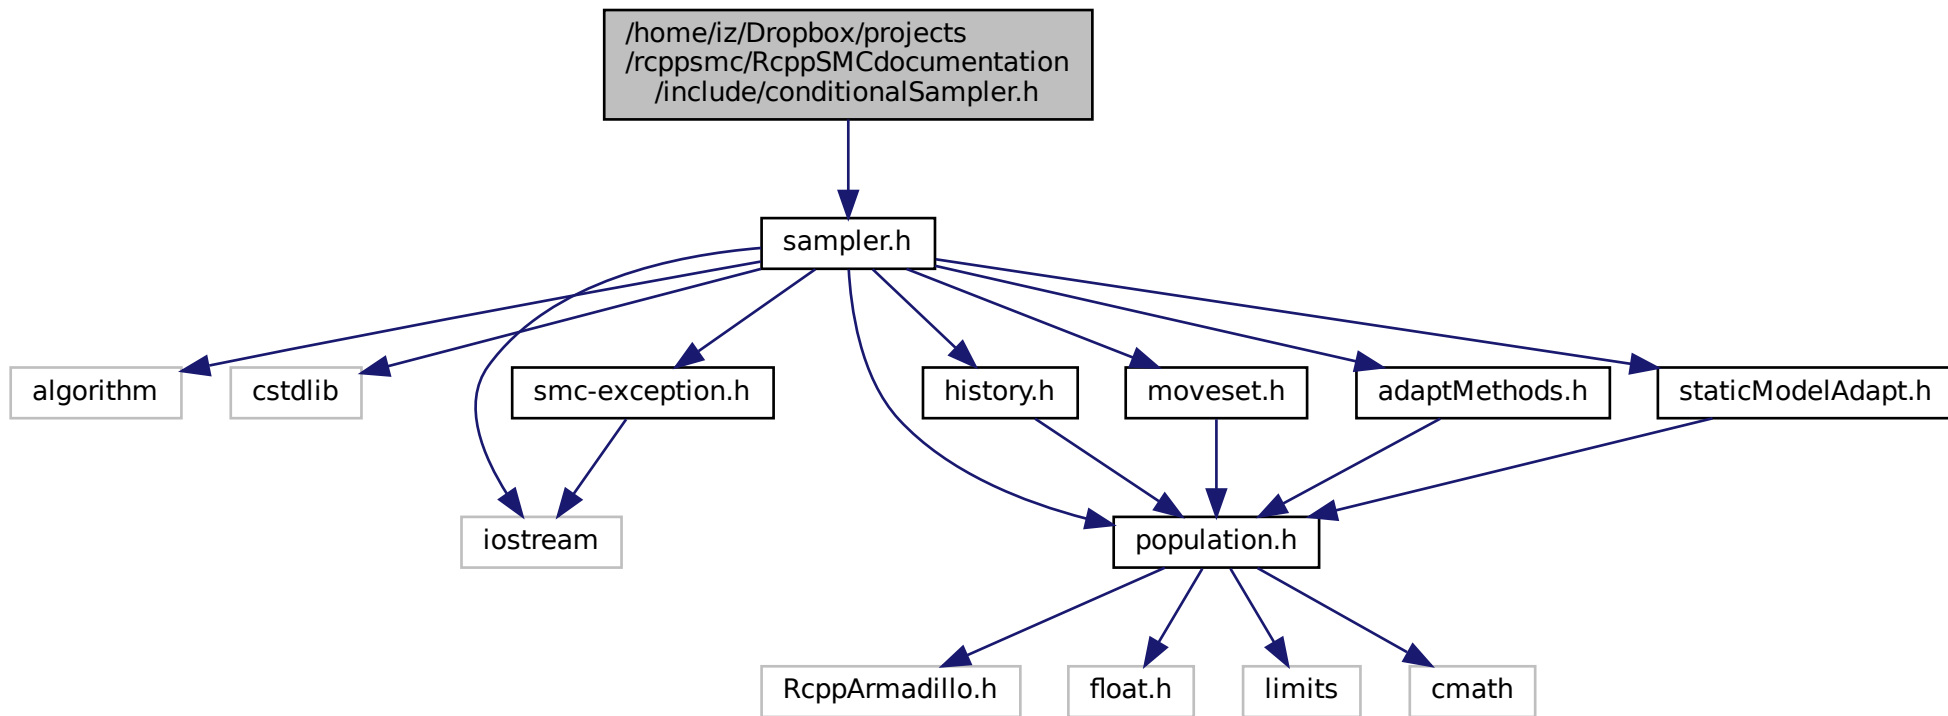 /home/iz/Dropbox/projects
/rcppsmc/RcppSMCdocumentation
/include/conditionalSampler.h
sampler.h
algorithm
cstdlib
smc-exception.h
history.h
moveset.h
adaptMethods.h
staticModelAdapt.h
iostream
population.h
RcppArmadillo.h
float.h
limits
cmath